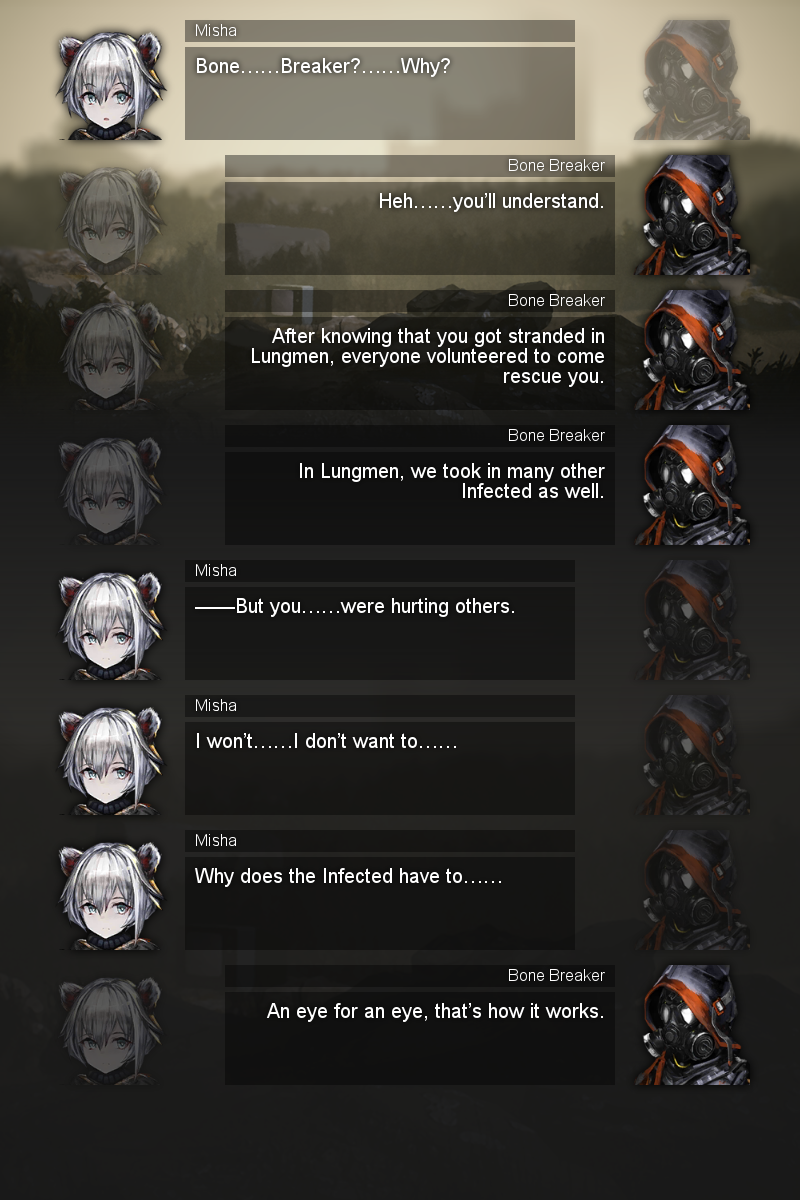 Misha
Bone……Breaker?……Why?
Bone Breaker
Heh……you’ll understand.
Bone Breaker
After knowing that you got stranded in
Lungmen, everyone volunteered to come
rescue you.
Bone Breaker
In Lungmen, we took in many other
Infected as well.
Misha
——But you……were hurting others.
Misha
I won’t……I don’t want to……
Misha
Why does the Infected have to……
Bone Breaker
An eye for an eye, that’s how it works.